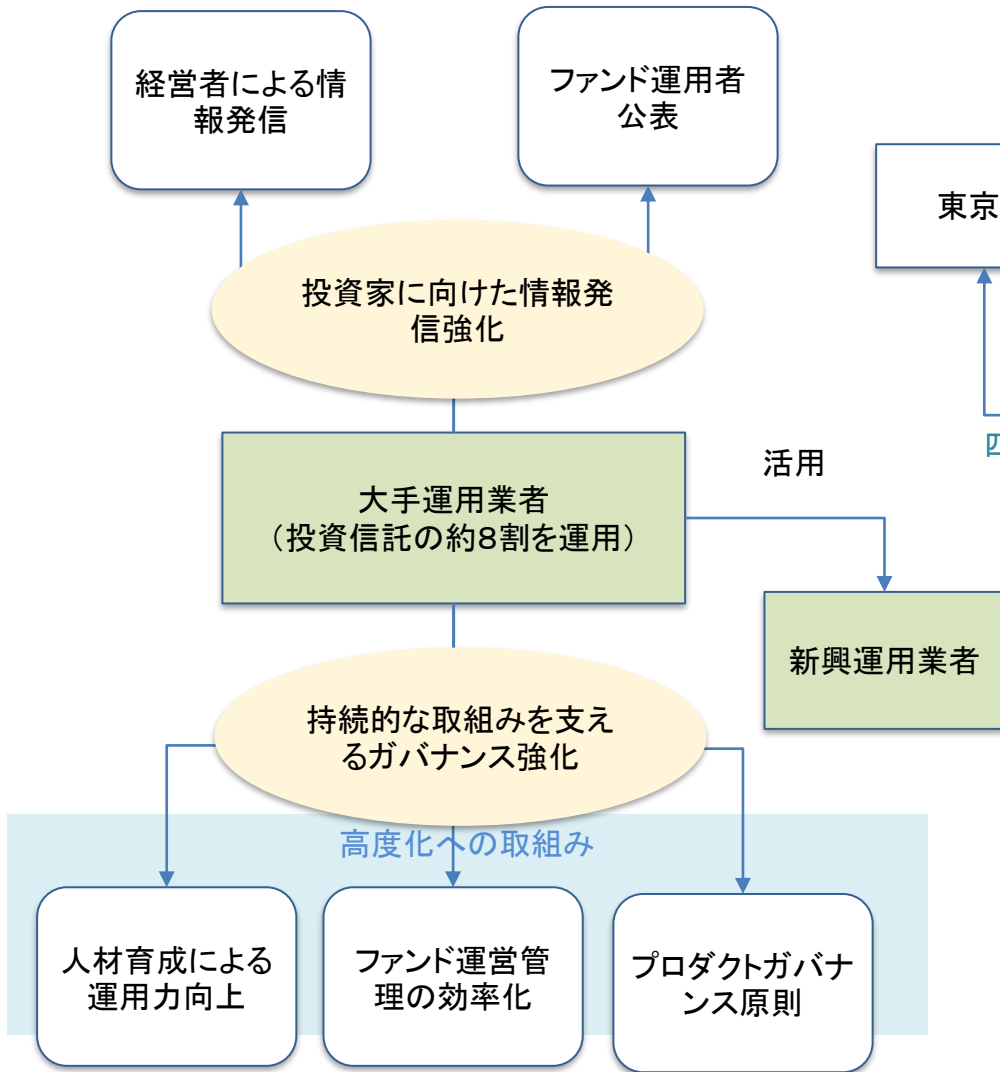 経営者による情
報発信
ファンド運用者
公表
東京
投資家に向けた情報発
信強化
四
活用
大手運用業者
（投資信託の約８割を運用）
新興運用業者
持続的な取組みを支え
るガバナンス強化
高度化への取組み
人材育成による
運用力向上
ファンド運営管
理の効率化
プロダクトガバナ
ンス原則